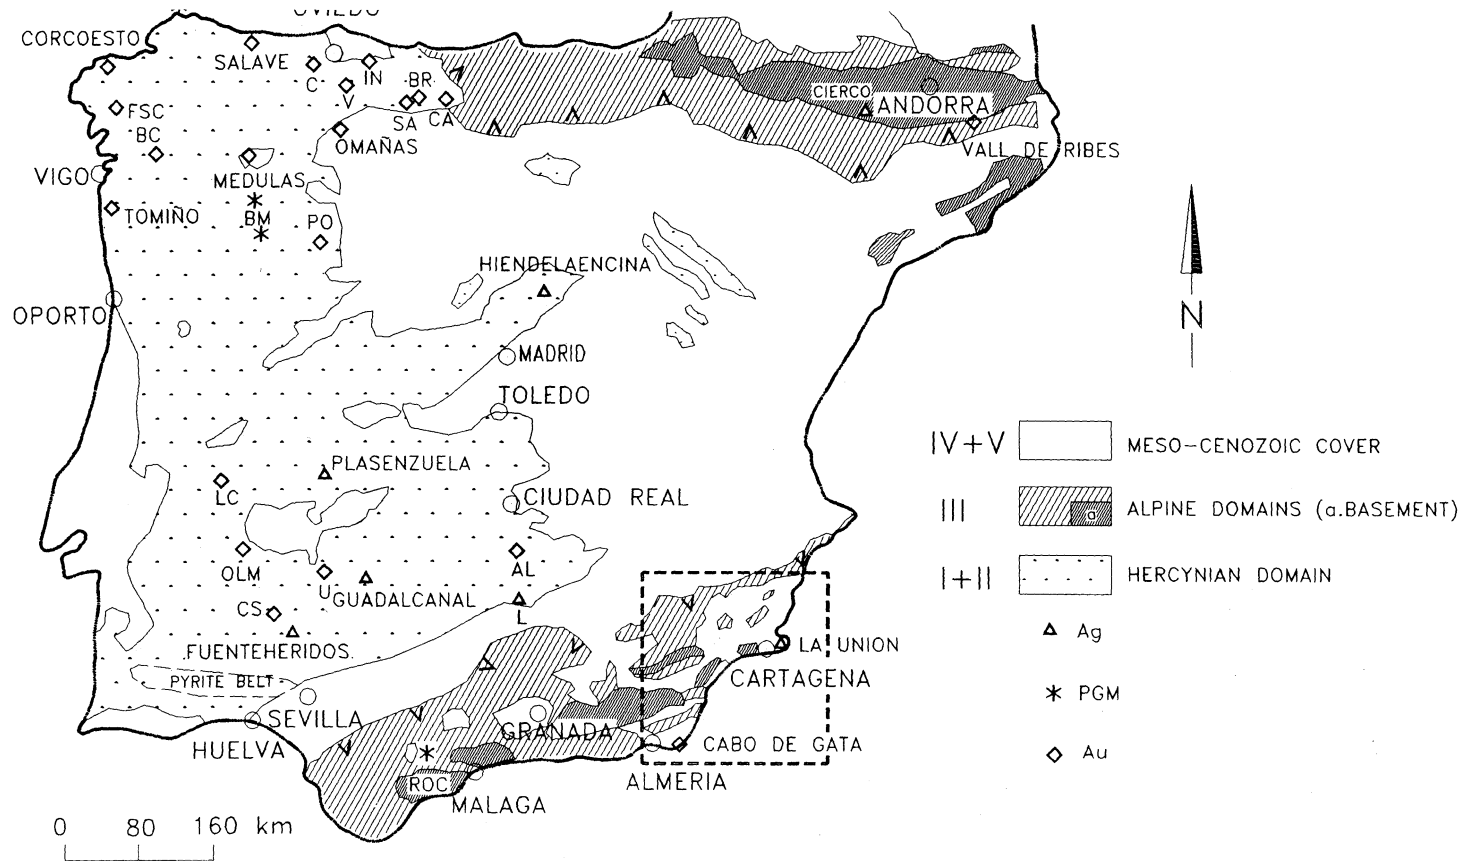 OVIEDO
CORCOESTO
SALAVE
C
IN
V
BR
SA
CA
FSC
BC
OMAÑAS
CIERCO
ANDORRA
VALL DE RIBES
VIGO
MEDULAS
TOMIÑO
BM
PO
HIENDELAENCINA
OPORTO
N
MADRID
TOLEDO
PLASENZUELA
LC
CIUDAD REAL
OLM
U
GUADALCAÑAL
AL
L
CS
FUENTEHERIDOS
PYRITE BELT
SEVILLA
HUELVA
GRANADA
ROC
MALAGA
ALMERIA
CABO DE GATA
CARTAGENA
LA UNION
IV+V MESO-CENOZOIC COVER
III a ALPINE DOMAINS (a.BASEMENT)
I+II HERCYNIAN DOMAIN
Ag
PGM
Au
0 80 160 km